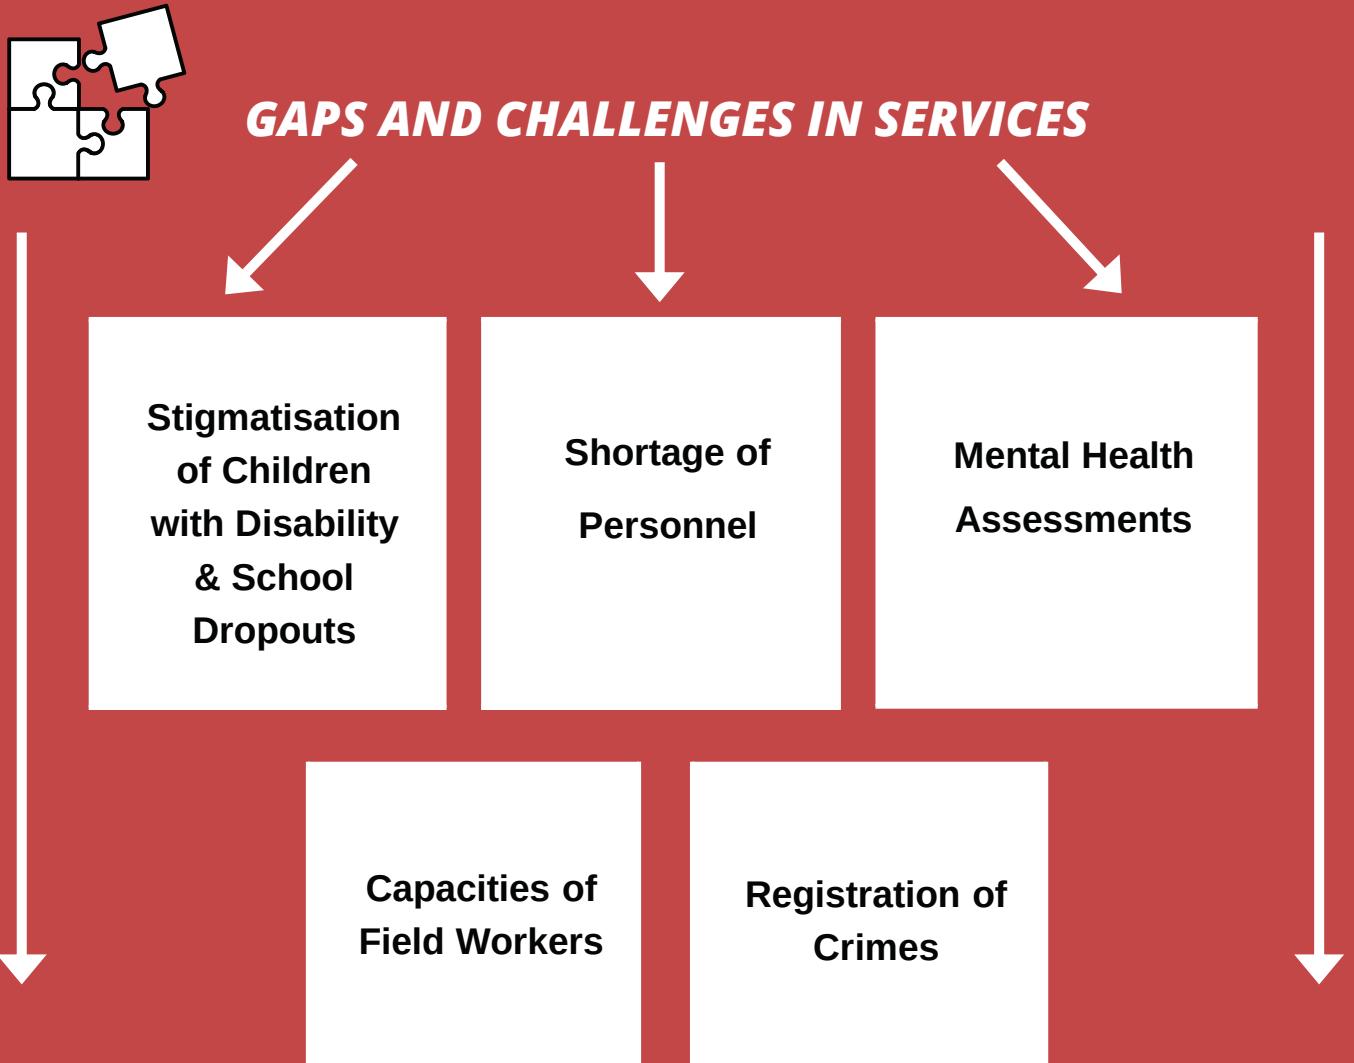 GAPS AND CHALLENGES IN SERVICES
Stigmatisation
of Children
with Disability
& School
Dropouts
Shortage of
Personnel
Mental Health
Assessments
Capacities of
Field Workers
Registration of
Crimes